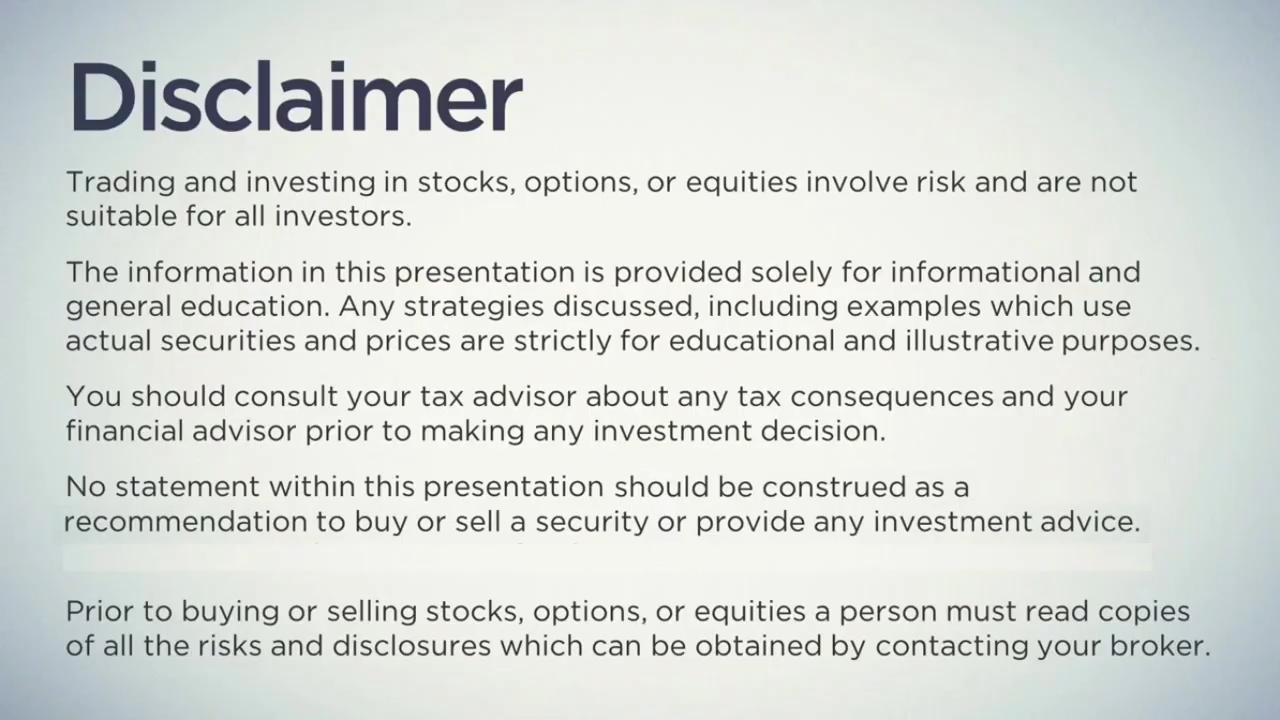 Disclaimer
Trading and investing in stocks, options, or equities involve risk and are not
suitable for all investors.
The information in this presentation is provided solely for informational and
general education. Any strategies discussed, including examples which use
actual securities and prices are strictly for educational and illustrative purposes.
You should consult your tax advisor about any tax consequences and your
financial advisor prior to making any investment decision.
No statement within this presentation should be construed as a
recommendation to buy or sell a security or provide any investment advice.
Prior to buying or selling stocks, options, or equities a person must read copies
of all the risks and disclosures which can be obtained by contacting your broker.